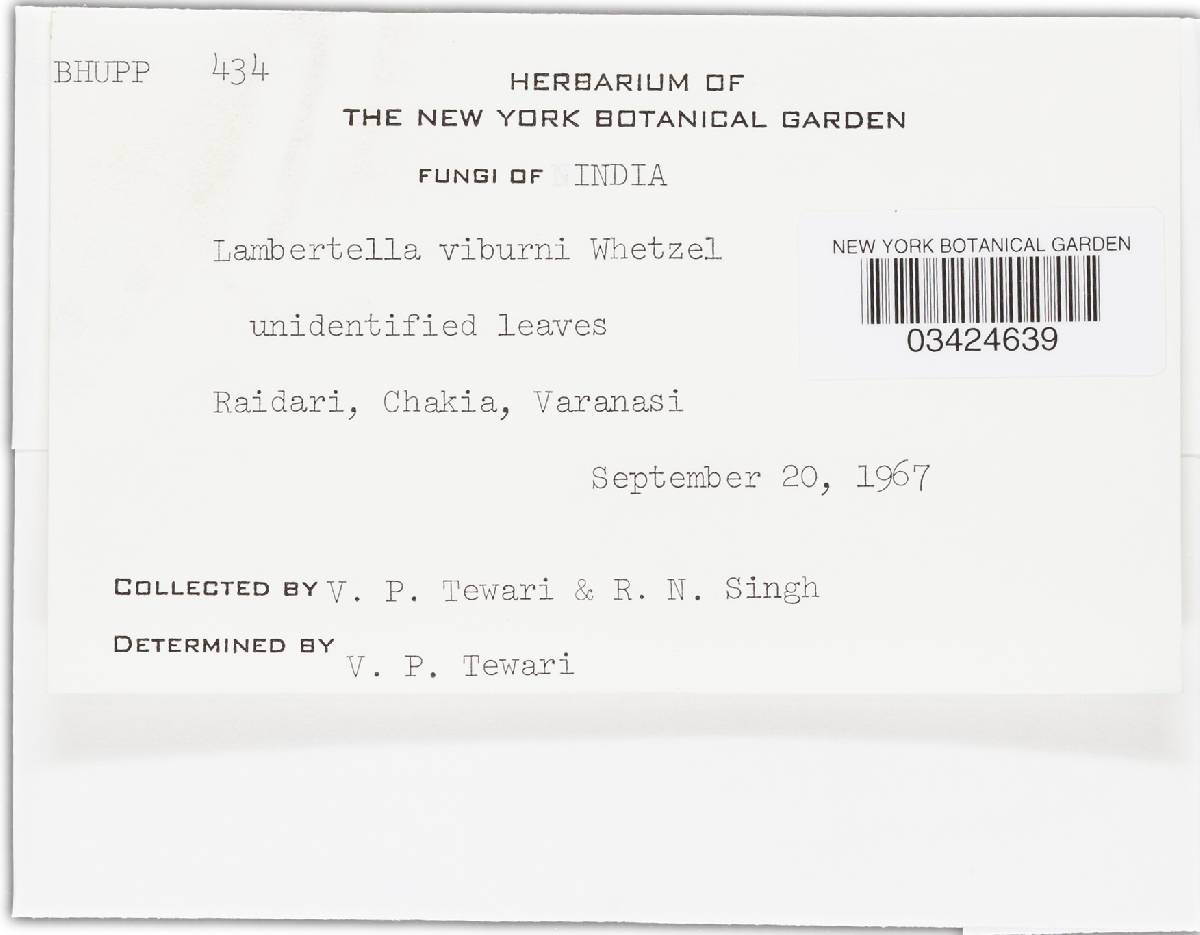 BHUPP 434
HERBARIUM OF
THE NEW YORK BOTANICAL GARDEN
FUNGI OF INDIA
Lambertella viburni Whetzel
unidentified leaves
Raidari, Chakia, Varanasi
September 20, 1967
COLLECTED BY V. P. Tewari & R. N. Singh
DETERMINED BY V. P. Tewari
NEW YORK BOTANICAL GARDEN
03424639